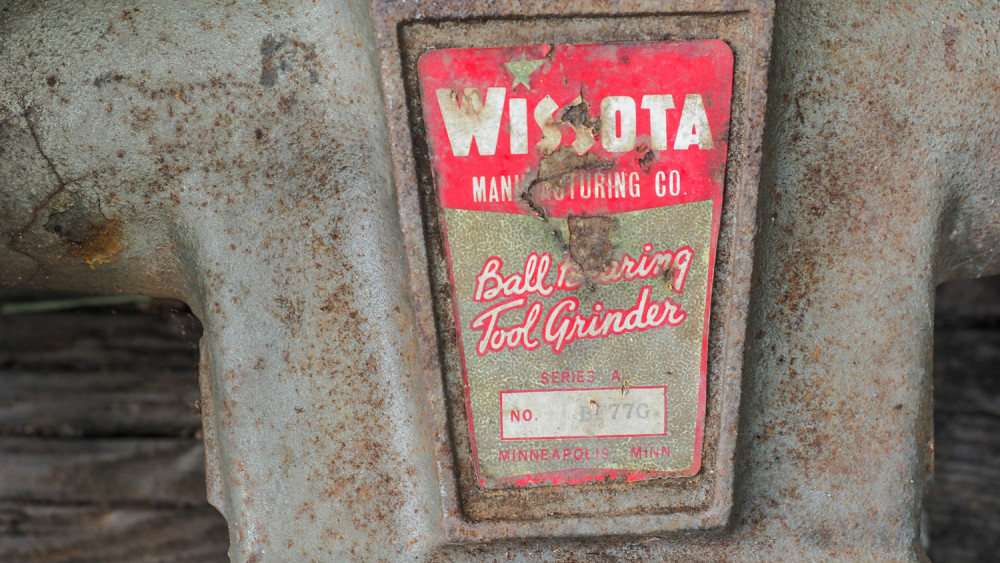 WISSOTA
MANUFACTURING CO.
Ball Bearing
Tool Grinder
SERIES A
NO.
MINNEAPOLIS MINN